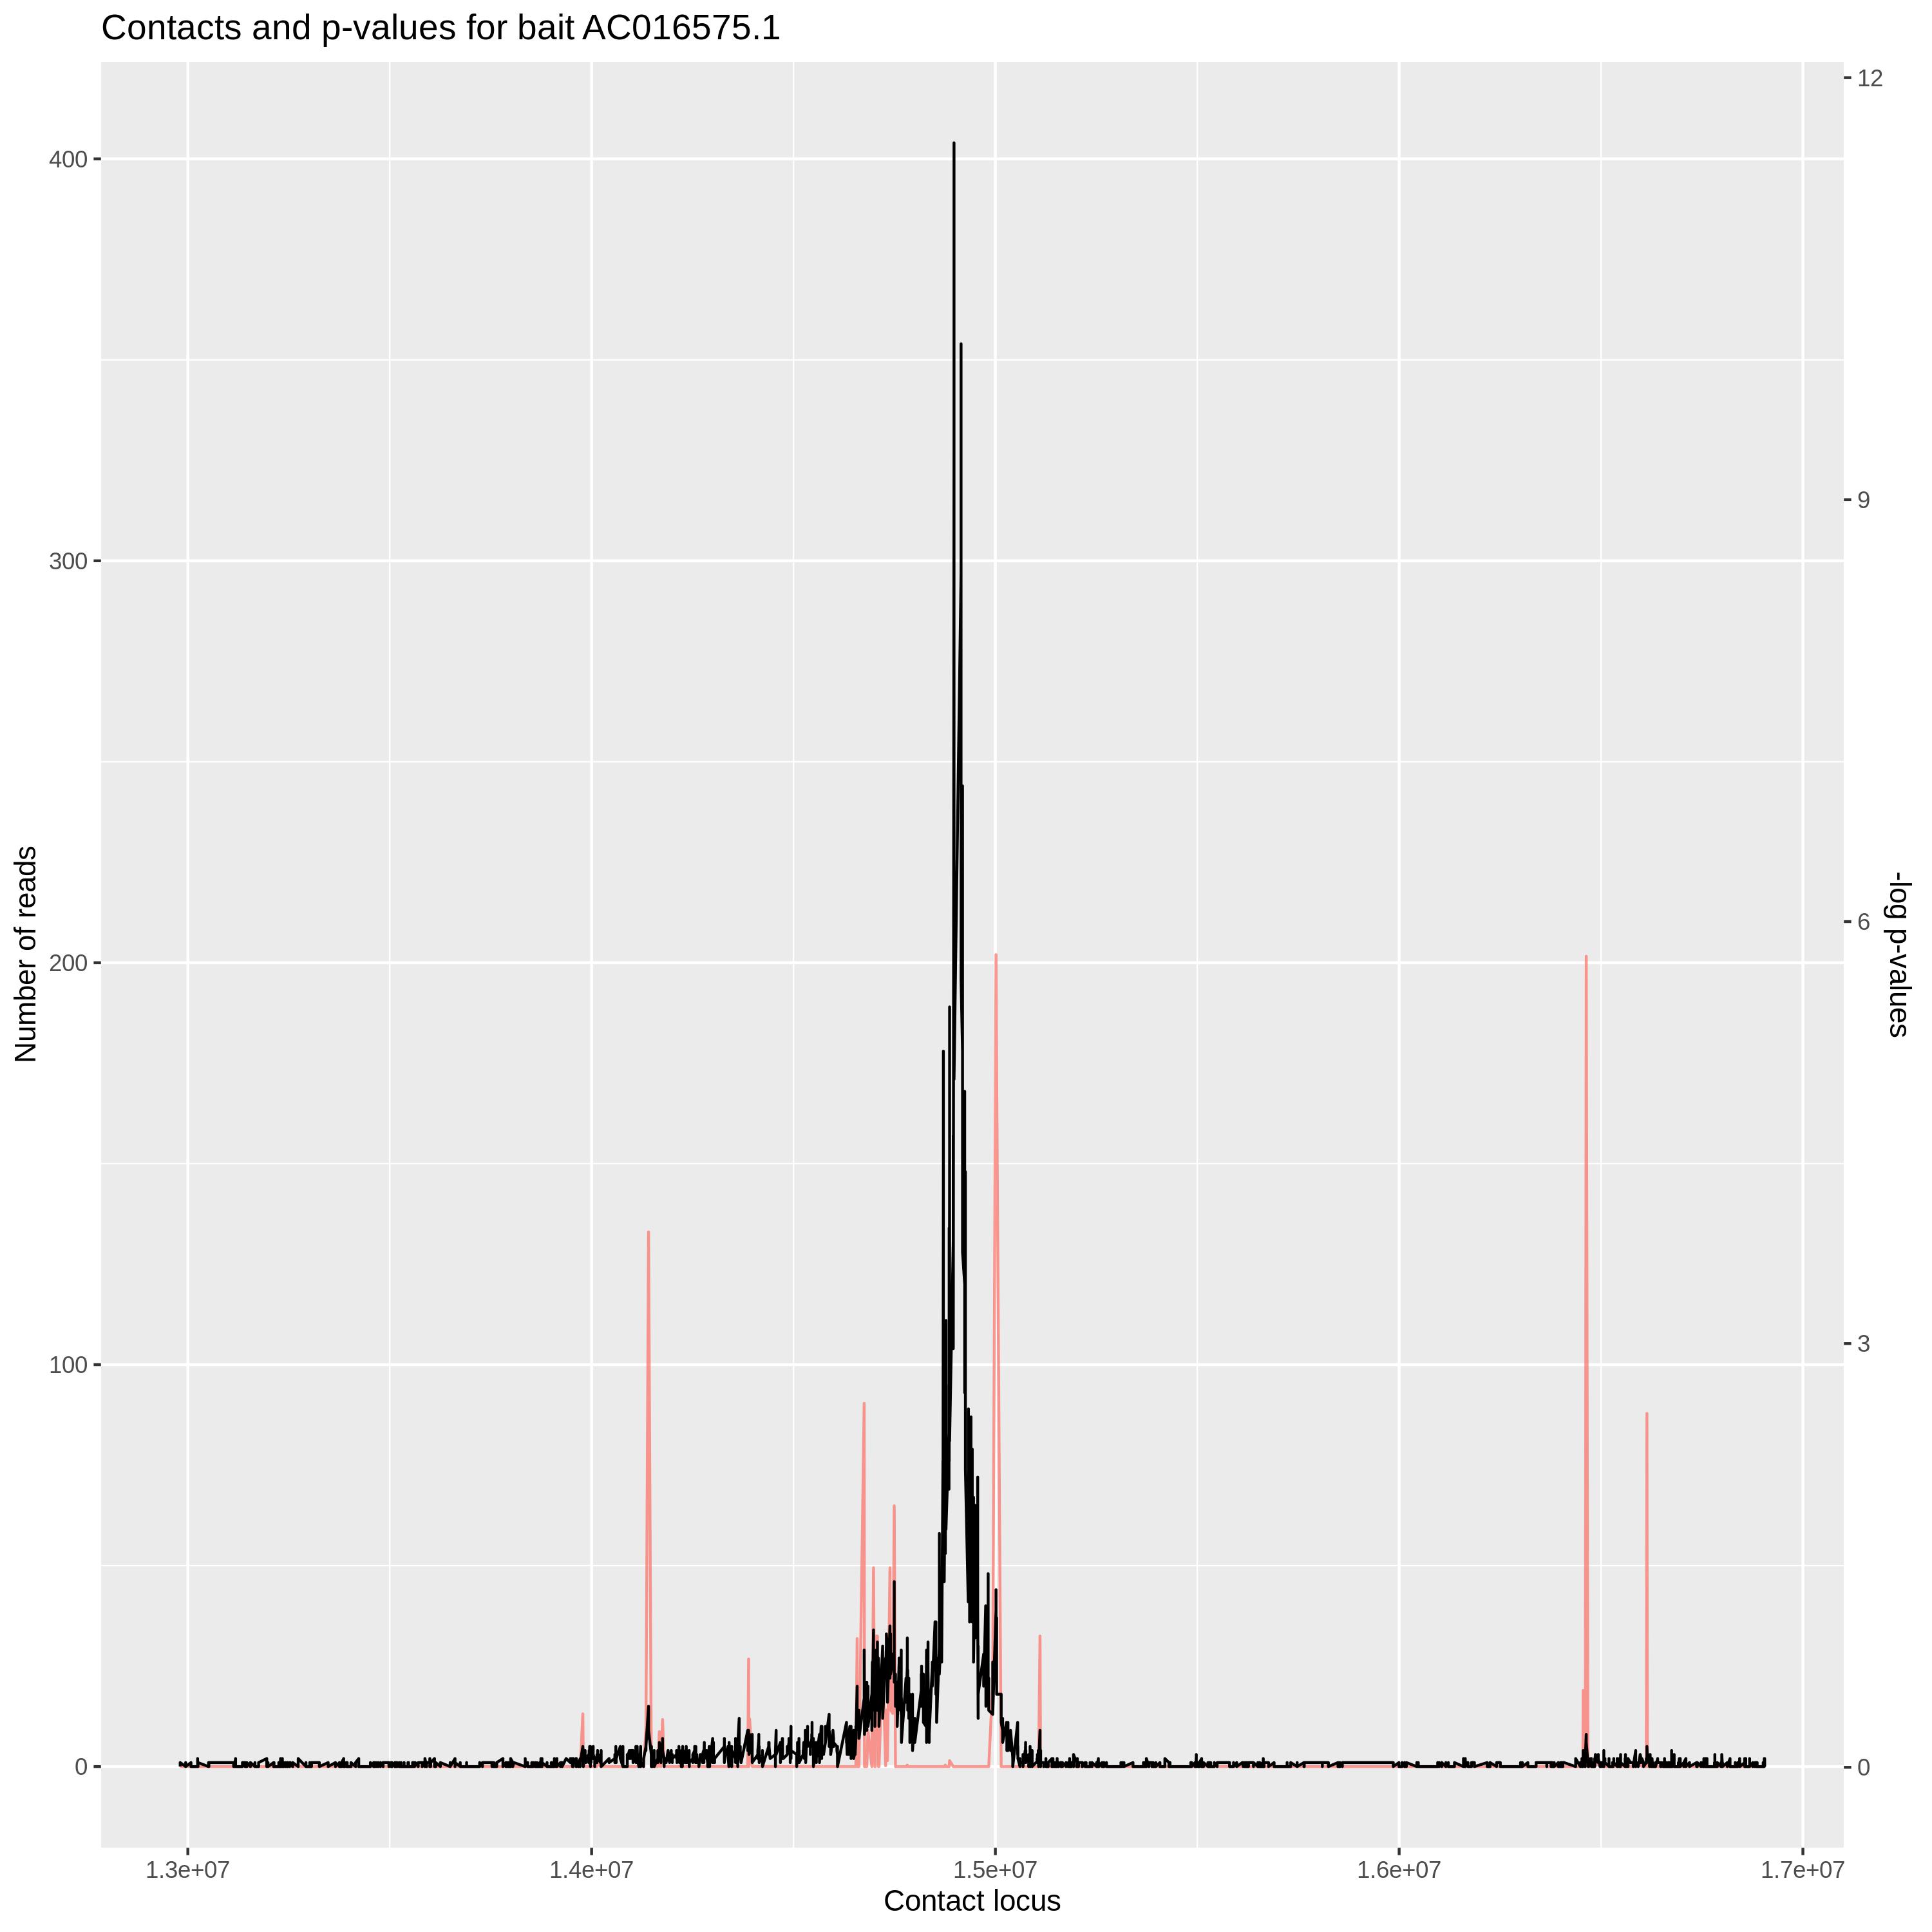 Contacts and p-values for bait AC016575.1
12
400
9
300
Number of reads
-log p-values
6
200
3
100
0
0
1.3e+07
1.4e+07
1.5e+07
1.6e+07
1.7e+07
Contact locus